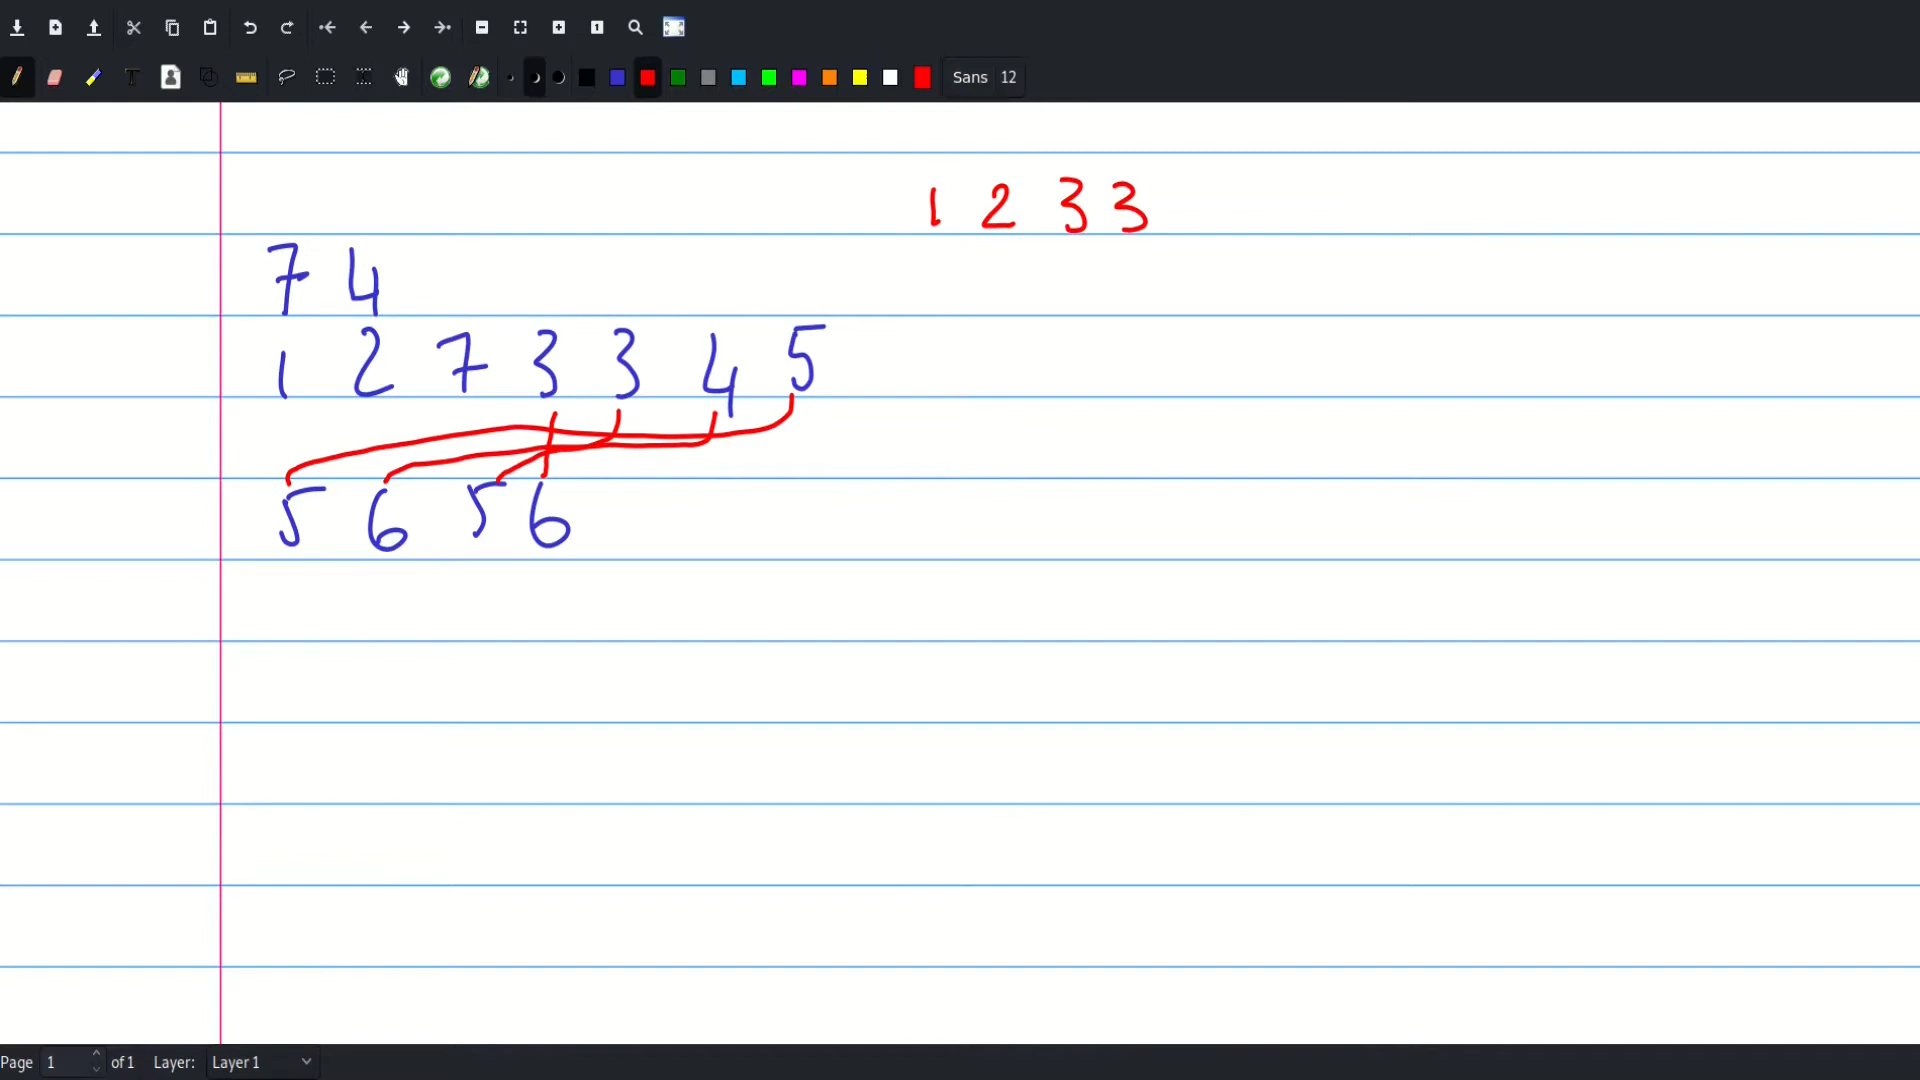 Sans 12
1 2 3 3
7 4
1 2 7 3 3 4 5
5 6 5 6
Page 1 of 1 Layer: Layer 1